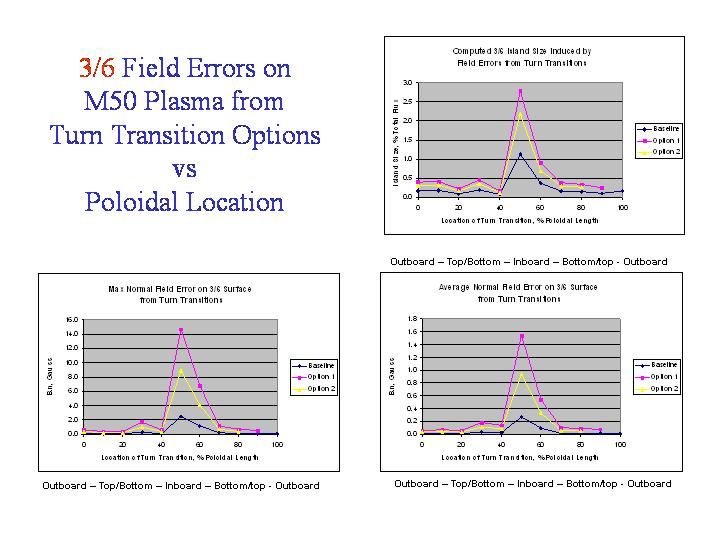 3/6 Field Errors on
M50 Plasma from
Turn Transition Options
vs
Poloidal Location
Computed 3/6 Island Size Induced by
Field Errors from Turn Transitions
Island Size, % Total Flux
3.0
2.5
2.0
1.5
1.0
0.5
0.0
0 20 40 60 80 100
Location of Turn Transition, % Poloidal Length
Baseline
Option 1
Option 2
Outboard – Top/Bottom – Inboard – Bottom/top - Outboard
Max Normal Field Error on 3/6 Surface
from Turn Transitions
Bn, Gauss
16.0
14.0
12.0
10.0
8.0
6.0
4.0
2.0
0.0
0 20 40 60 80 100
Location of Turn Trandition, % Poloidal Length
Baseline
Option 1
Option 2
Outboard – Top/Bottom – Inboard – Bottom/top - Outboard
Average Normal Field Error on 3/6 Surface
from Turn Transitions
Bn, Gauss
1.8
1.6
1.4
1.2
1.0
0.8
0.6
0.4
0.2
0.0
0 20 40 60 80 100
Location of Turn Transition, % Poloidal Length
Baseline
Option 1
Option 2
Outboard – Top/Bottom – Inboard – Bottom/top - Outboard